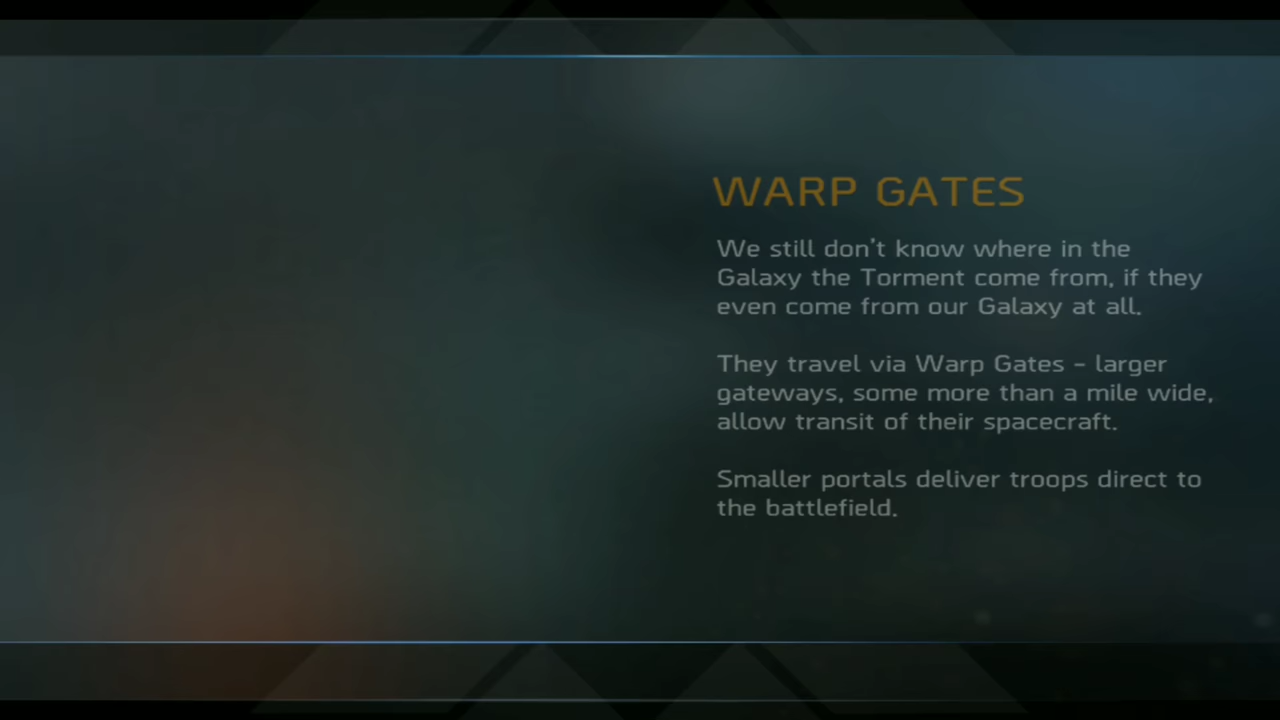 WARP GATES
We still don't know where in the
Galaxy the Torment come from, if they
even come from our Galaxy at all.
They travel via Warp Gates - larger
gateways, some more than a mile wide,
allow transit of their spacecraft.
Smaller portals deliver troops direct to
the battlefield.